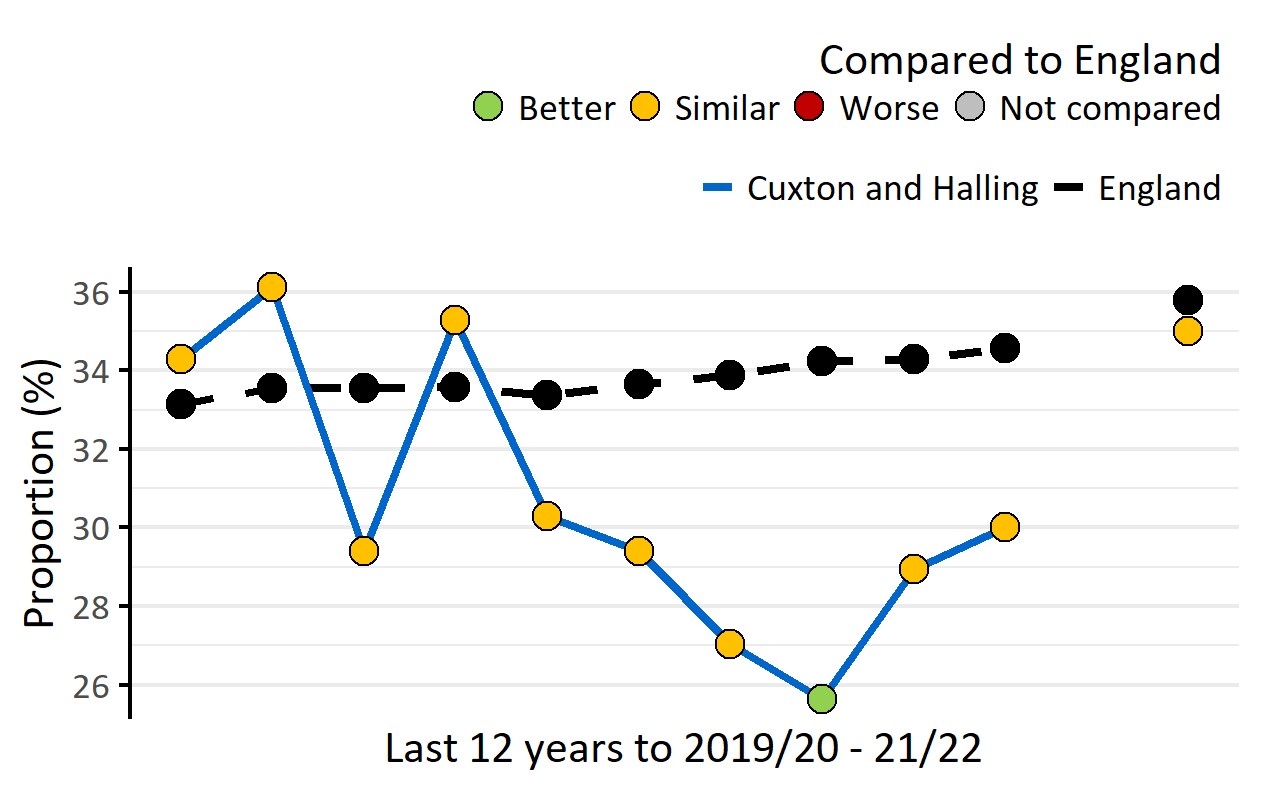 Compared to England
Better Similar Worse Not compared
Cuxton and Halling England
36
34
32
30
28
26
Proportion (%)
Last 12 years to 2019/20 - 21/22